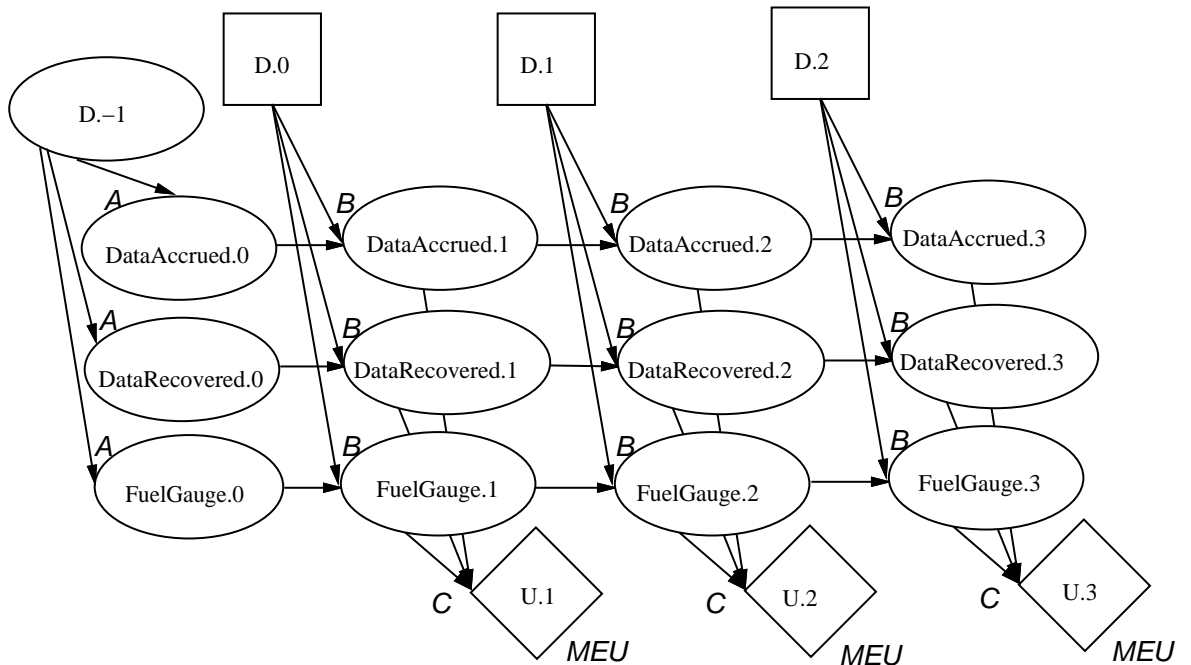 D.0
D.1
D.2
D.−1
A
B
B
B
DataAccrued.0
DataAccrued.1
DataAccrued.2
DataAccrued.3
A
B
B
B
DataRecovered.0
DataRecovered.1
DataRecovered.2
DataRecovered.3
A
B
B
B
FuelGauge.0
FuelGauge.1
FuelGauge.2
FuelGauge.3
C
U.1
C
U.2
C
U.3
MEU
MEU
MEU